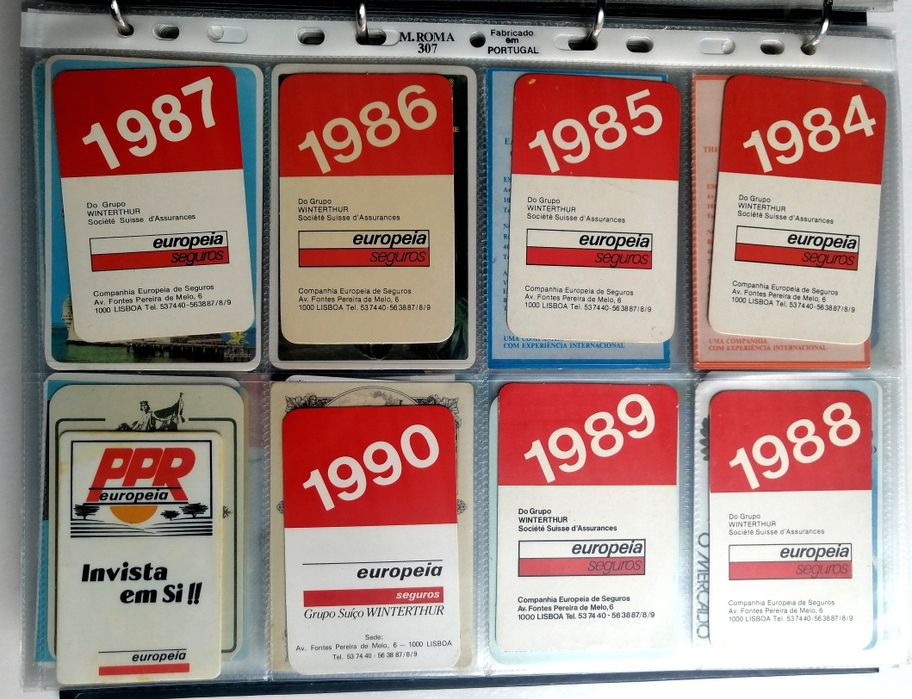 M. ROMA
307
Fabricado
em
PORTUGAL
1987
Do Grupo
WINTERTHUR
Société Suisse d'Assurances
europeia
seguros
Companhia Europeia de Seguros
Av. Fontes Pereira de Melo, 6
1000 LISBOA Tel. 537440-563887/8/9
1986
Do Grupo
WINTERTHUR
Société Suisse d'Assurances
europeia
seguros
Companhia Europeia de Seguros
Av. Fontes Pereira de Melo, 6
1000 LISBOA Tel. 537440-563887/8/9
1985
Do Grupo
WINTERTHUR
Société Suisse d'Assurances
europeia
seguros
Companhia Europeia de Seguros
Av. Fontes Pereira de Melo, 6
1000 LISBOA Tel. 537440-563887/8/9
UMA COMPANHIA
COM EXPERIÊNCIA INTERNACIONAL
1984
Do Grupo
WINTERTHUR
Société Suisse d'Assurances
europeia
seguros
Companhia Europeia de Seguros
Av. Fontes Pereira de Melo, 6
1000 LISBOA Tel. 537440-563887/8/9
UMA COMPANHIA
COM EXPERIÊNCIA INTERNACIONAL
PPR
europeia
Invista
em Si !!
europeia
1990
europeia
seguros
Grupo Suíço WINTERTHUR
Sede:
Av. Fontes Pereira de Melo, 6 - 1000 LISBOA
Tel. 53 74 40 - 56 38 87/8/9
1989
Do Grupo
WINTERTHUR
Société Suisse d'Assurances
europeia
seguros
Companhia Europeia de Seguros
Av. Fontes Pereira de Melo,6
1000 LISBOA Tel. 53 74 40-563887/8/9
1988
Do Grupo
WINTERTHUR
Société Suisse d'Assurances
europeia
seguros
Companhia Europeia de Seguros
Av. Fontes Pereira de Melo, 6
1000 LISBOA Tel. 537440-563887/8/9
O MERCADO